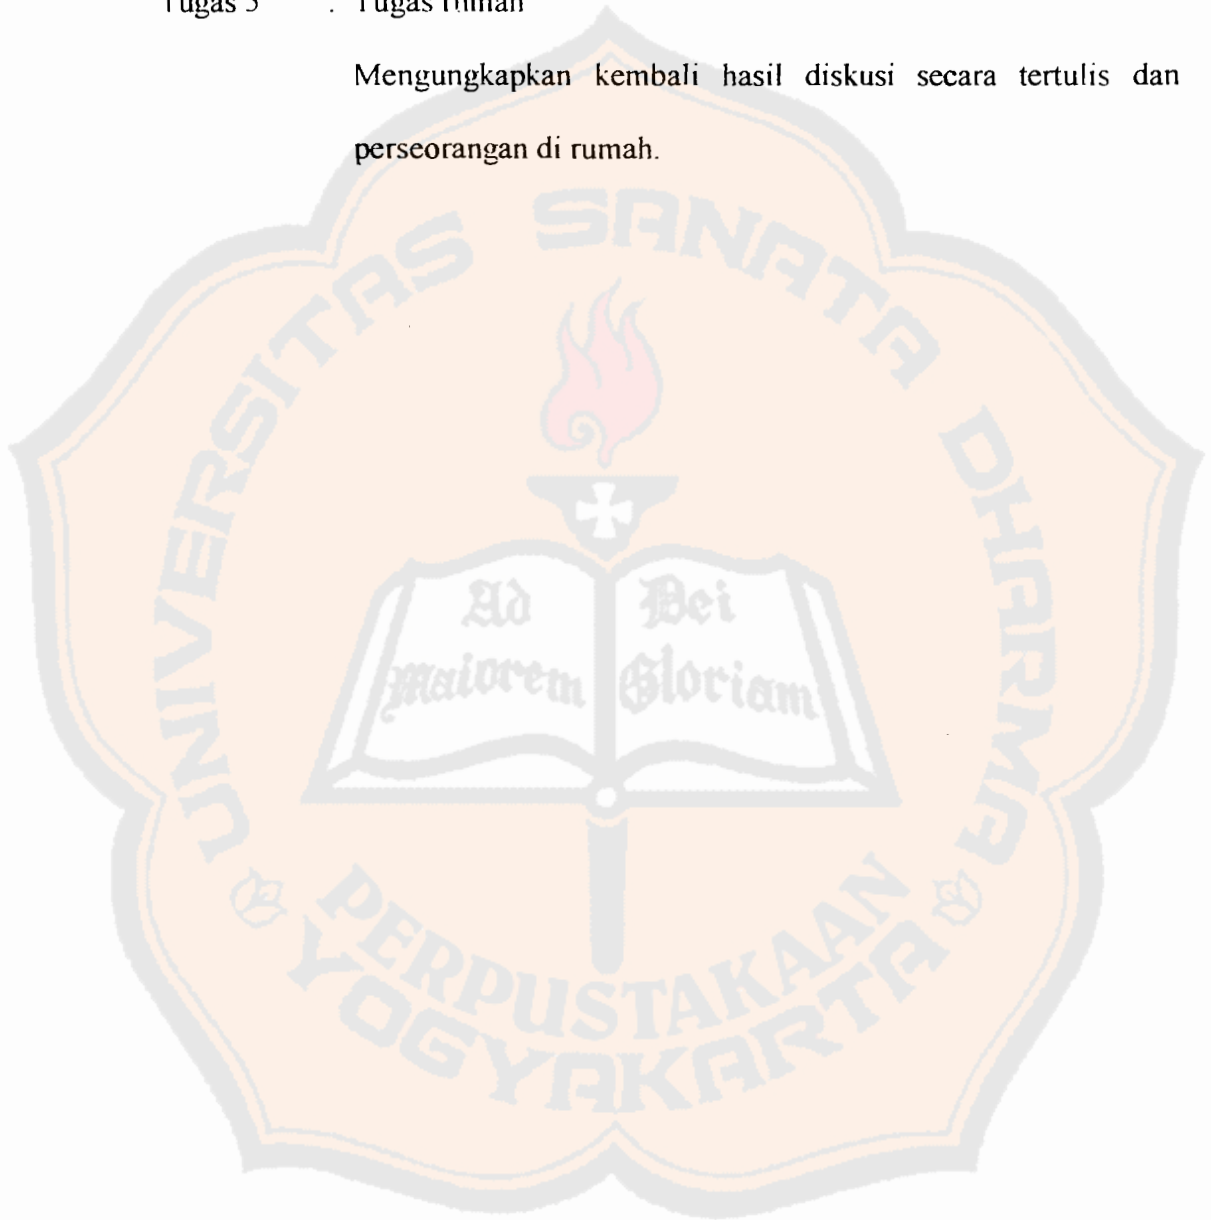 Tugas 3 : Tugas rumah
Mengungkapkan kembali hasil diskusi secara tertulis dan
perseorangan di rumah.
UNIVERSITAS SANATA DHARMA
Ad Dei
maiorem Gloriam
PERPUSTAKAAN
YOGYAKARTA